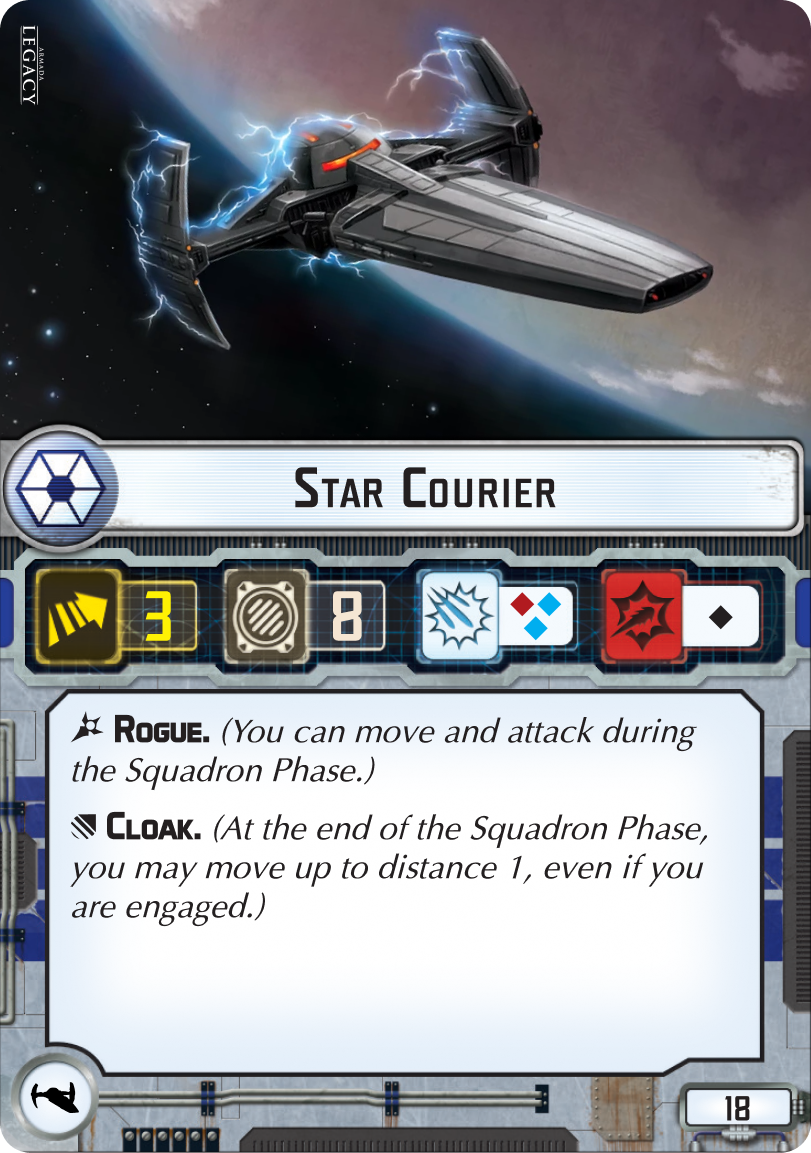 ARMADA
LEGACY
STAR COURIER
3
8
ROGUE. (You can move and attack during
the Squadron Phase.)
CLOAK. (At the end of the Squadron Phase,
you may move up to distance 1, even if you
are engaged.)
18